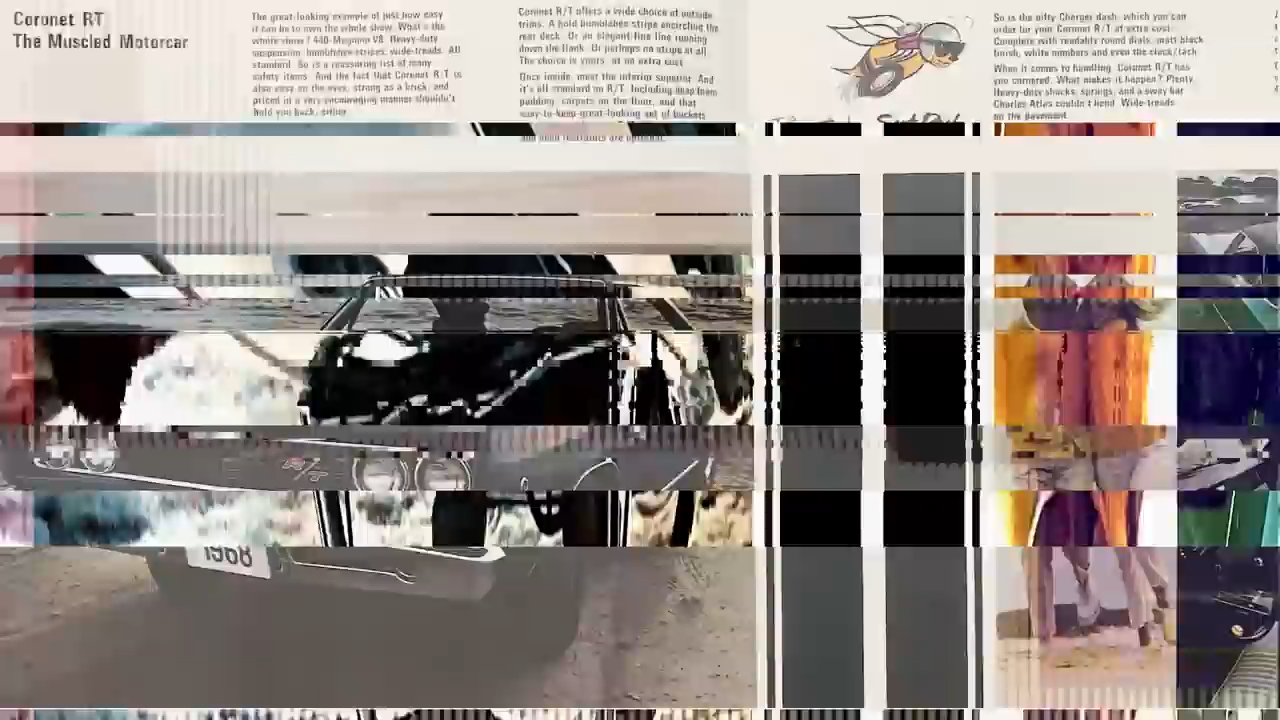 Coronet RT
The Muscled Motorcar
The great-looking example of just how easy
it can be to own the whole show. What's the
whole show? 440-Magnum V8. Heavy-duty
suspension, bumblebee stripes, wide-treads. All
standard. So is a reassuring list of many
safety items. And the fact that Coronet R/T is
also easy on the eyes, strong as a brick, and
priced in a very encouraging manner shouldn't
hold you back, either.
Coronet R/T offers a wide choice of outside
trims. A bold bumblebee stripe encircling the
rear deck. Or an elegant fine line running
down the flank. Or perhaps no stripe at all.
The choice is yours, at no extra cost.
Once inside, meet the interior superior. And
it's all standard on R/T. Including deep foam
padding, carpets on the floor, and that
easy-to-keep-great-looking set of buckets
and head restraints are optional.
So is the nifty Charger dash, which you can
order for your Coronet R/T at extra cost.
Complete with readably round dials, matt black
finish, white numbers and even the clock/tach.
When it comes to handling, Coronet R/T has
you cornered. What makes it happen? Plenty.
Heavy-duty shocks, springs, and a sway bar
Charles Atlas couldn't bend. Wide-treads
on the pavement.
R/T
1968